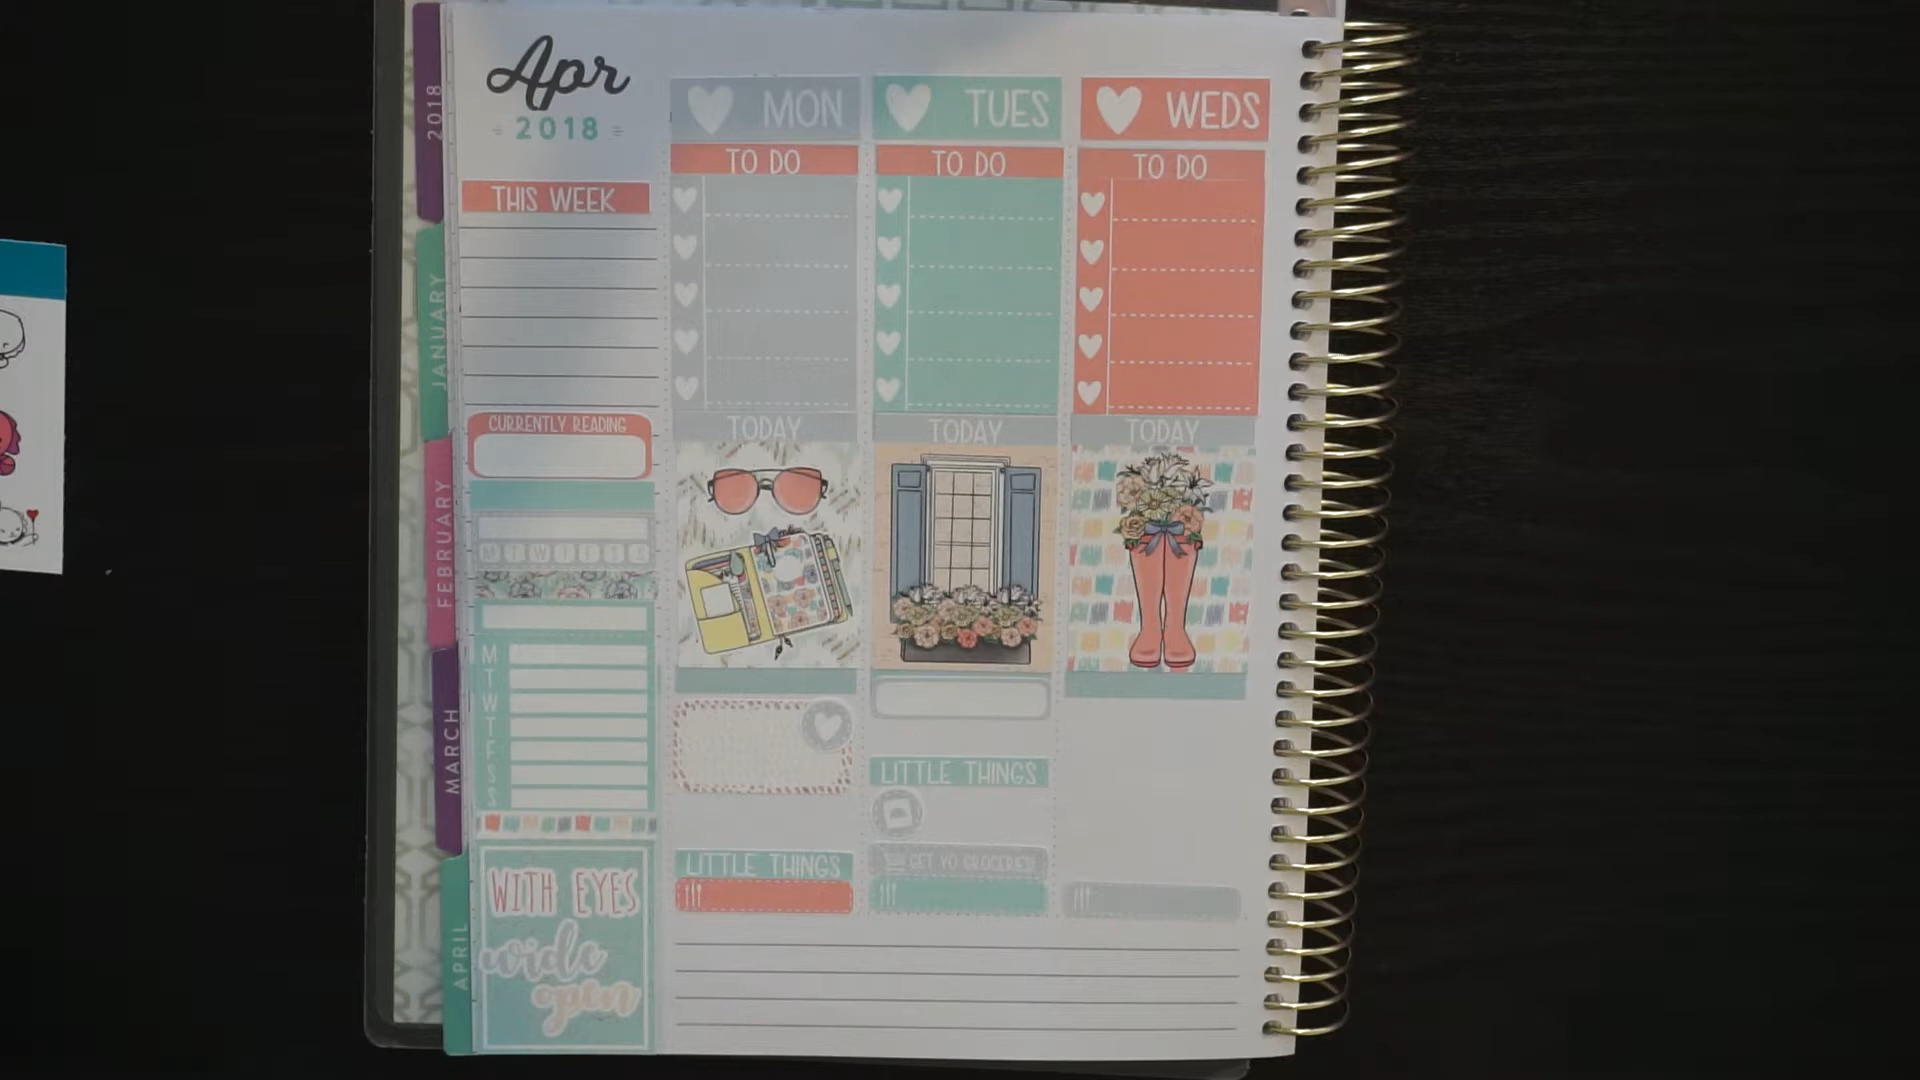 Apr
2018
THIS WEEK
CURRENTLY READING
M T W T F S S
M
T
W
T
F
S
S
WITH EYES
wide
open
MON
TO DO
TODAY
LITTLE THINGS
TUES
TO DO
TODAY
LITTLE THINGS
GET YO GROCERIES
WEDS
TO DO
TODAY
2018
JANUARY
FEBRUARY
MARCH
APRIL